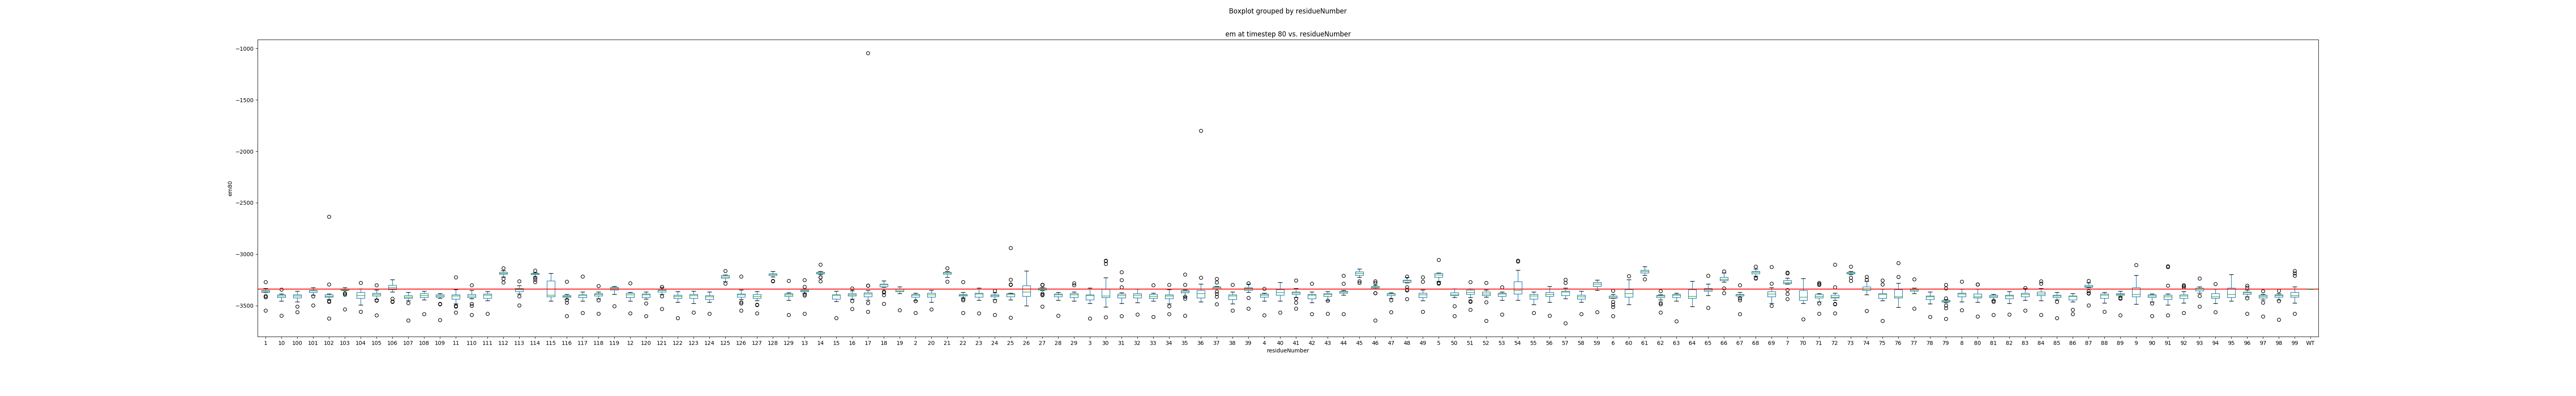 Boxplot grouped by residueNumber
em at timestep 80 vs. residueNumber
−1000
−1500
−2000
−2500
−3000
−3500
em80
1 10 100 101 102 103 104 105 106 107 108 109 11 110 111 112 113 114 115 116 117 118 119 12 120 121 122 123 124 125 126 127 128 129 13 14 15 16 17 18 19 2 20 21 22 23 24 25 26 27 28 29 3 30 31 32 33 34 35 36 37 38 39 4 40 41 42 43 44 45 46 47 48 49 5 50 51 52 53 54 55 56 57 58 59 6 60 61 62 63 64 65 66 67 68 69 7 70 71 72 73 74 75 76 77 78 79 8 80 81 82 83 84 85 86 87 88 89 9 90 91 92 93 94 95 96 97 98 99 WT
residueNumber